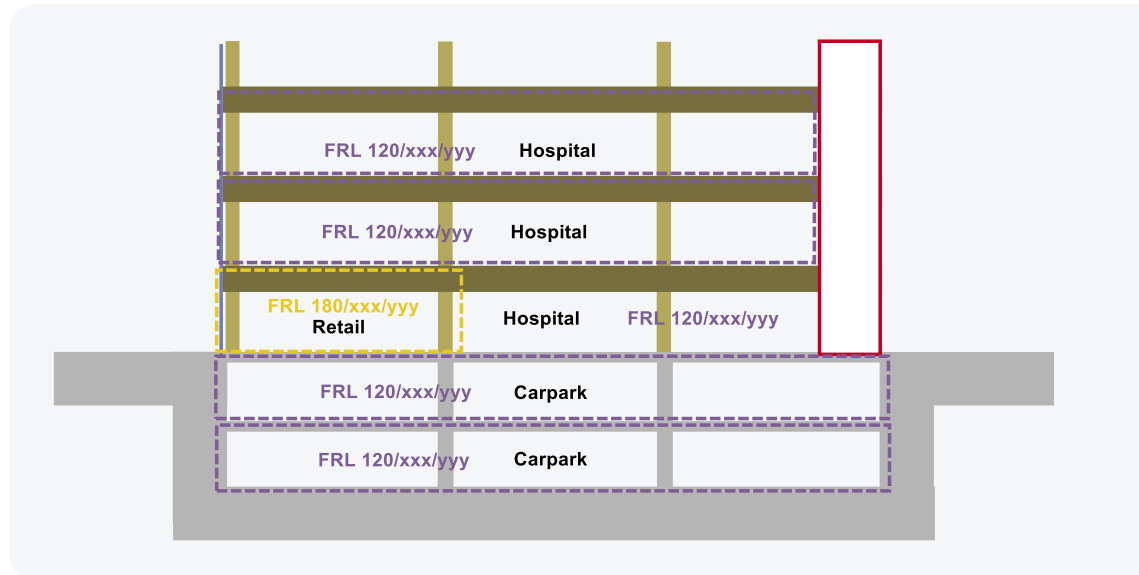 FRL 120/xxx/yyy Hospital
FRL 120/xxx/yyy Hospital
FRL 180/xxx/yyy
Retail
Hospital FRL 120/xxx/yyy
FRL 120/xxx/yyy Carpark
FRL 120/xxx/yyy Carpark